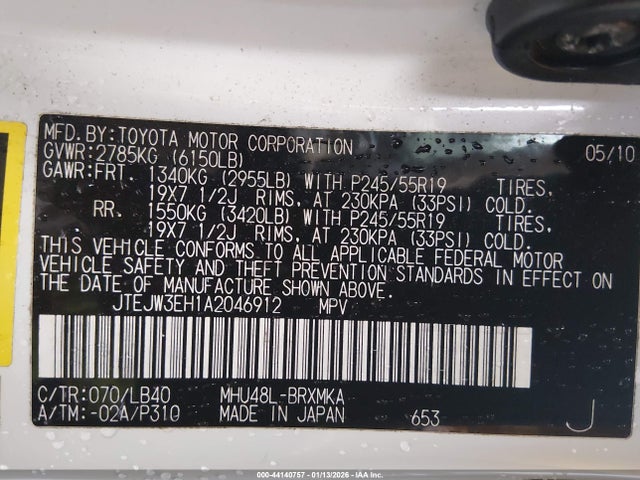 MFD.BY:TOYOTA MOTOR CORPORATION 05/10
GVWR:2785KG (6150LB)
GAWR:FRT. 1340KG (2955LB) WITH P245/55R19 TIRES,
19X7 1/2J RIMS, AT 230KPA (33PSI) COLD.
RR. 1550KG (3420LB) WITH P245/55R19 TIRES,
19X7 1/2J RIMS, AT 230KPA (33PSI) COLD.
THIS VEHICLE CONFORMS TO ALL APPLICABLE FEDERAL MOTOR
VEHICLE SAFETY AND THEFT PREVENTION STANDARDS IN EFFECT ON
THE DATE OF MANUFACTURE SHOWN ABOVE.
JTEJW3EH1A2046912 MPV
C/TR:070/LB40 MHU48L-BRXMKA
A/TM:-02A/P310 MADE IN JAPAN 653 J
000-44140757 - 01/13/2026 - IAA Inc.